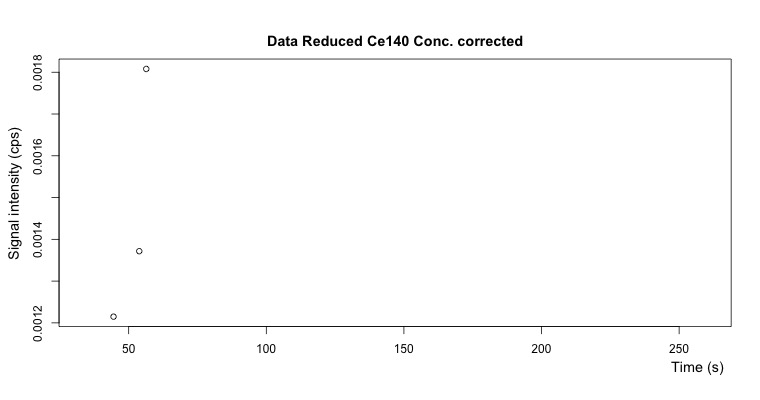 Data Reduced Ce140 Conc. corrected
Signal intensity (cps)
0.0018
0.0016
0.0014
0.0012
50 100 150 200 250
Time (s)